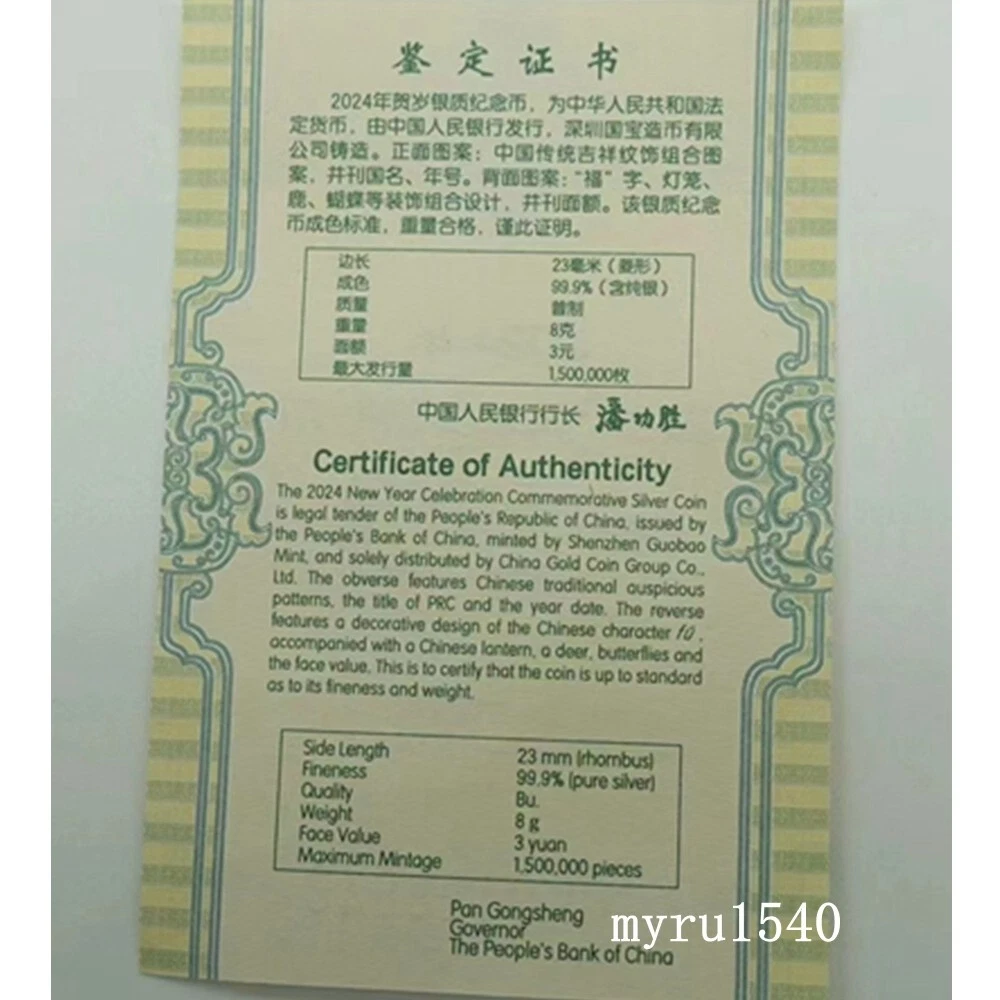 鉴定证书
2024年贺岁银质纪念币，为中华人民共和国法
定货币，由中国人民银行发行，深圳国宝造币有限
公司铸造。正面图案：中国传统吉祥纹饰组合图
案，并刊国名、年号。背面图案：“福”字、灯笼、
鹿、蝴蝶等装饰组合设计，并刊面额。该银质纪念
币成色标准，重量合格，谨此证明。
边长 23毫米（菱形）
成色 99.9%（含纯银）
质量 普制
重量 8克
面额 3元
最大发行量 1,500,000枚
中国人民银行行长 潘功胜
Certificate of Authenticity
The 2024 New Year Celebration Commemorative Silver Coin
is legal tender of the People's Republic of China, issued by
the People's Bank of China, minted by Shenzhen Guobao
Mint, and solely distributed by China Gold Coin Group Co.,
Ltd. The obverse features Chinese traditional auspicious
patterns, the title of PRC and the year date. The reverse
features a decorative design of the Chinese character fú,
accompanied with a Chinese lantern, a deer, butterflies and
the face value. This is to certify that the coin is up to standard
as to its fineness and weight.
Side Length 23 mm (rhombus)
Fineness 99.9% (pure silver)
Quality Bu.
Weight 8 g
Face Value 3 yuan
Maximum Mintage 1,500,000 pieces
Pan Gongsheng
Governor
The People's Bank of China
myru1540